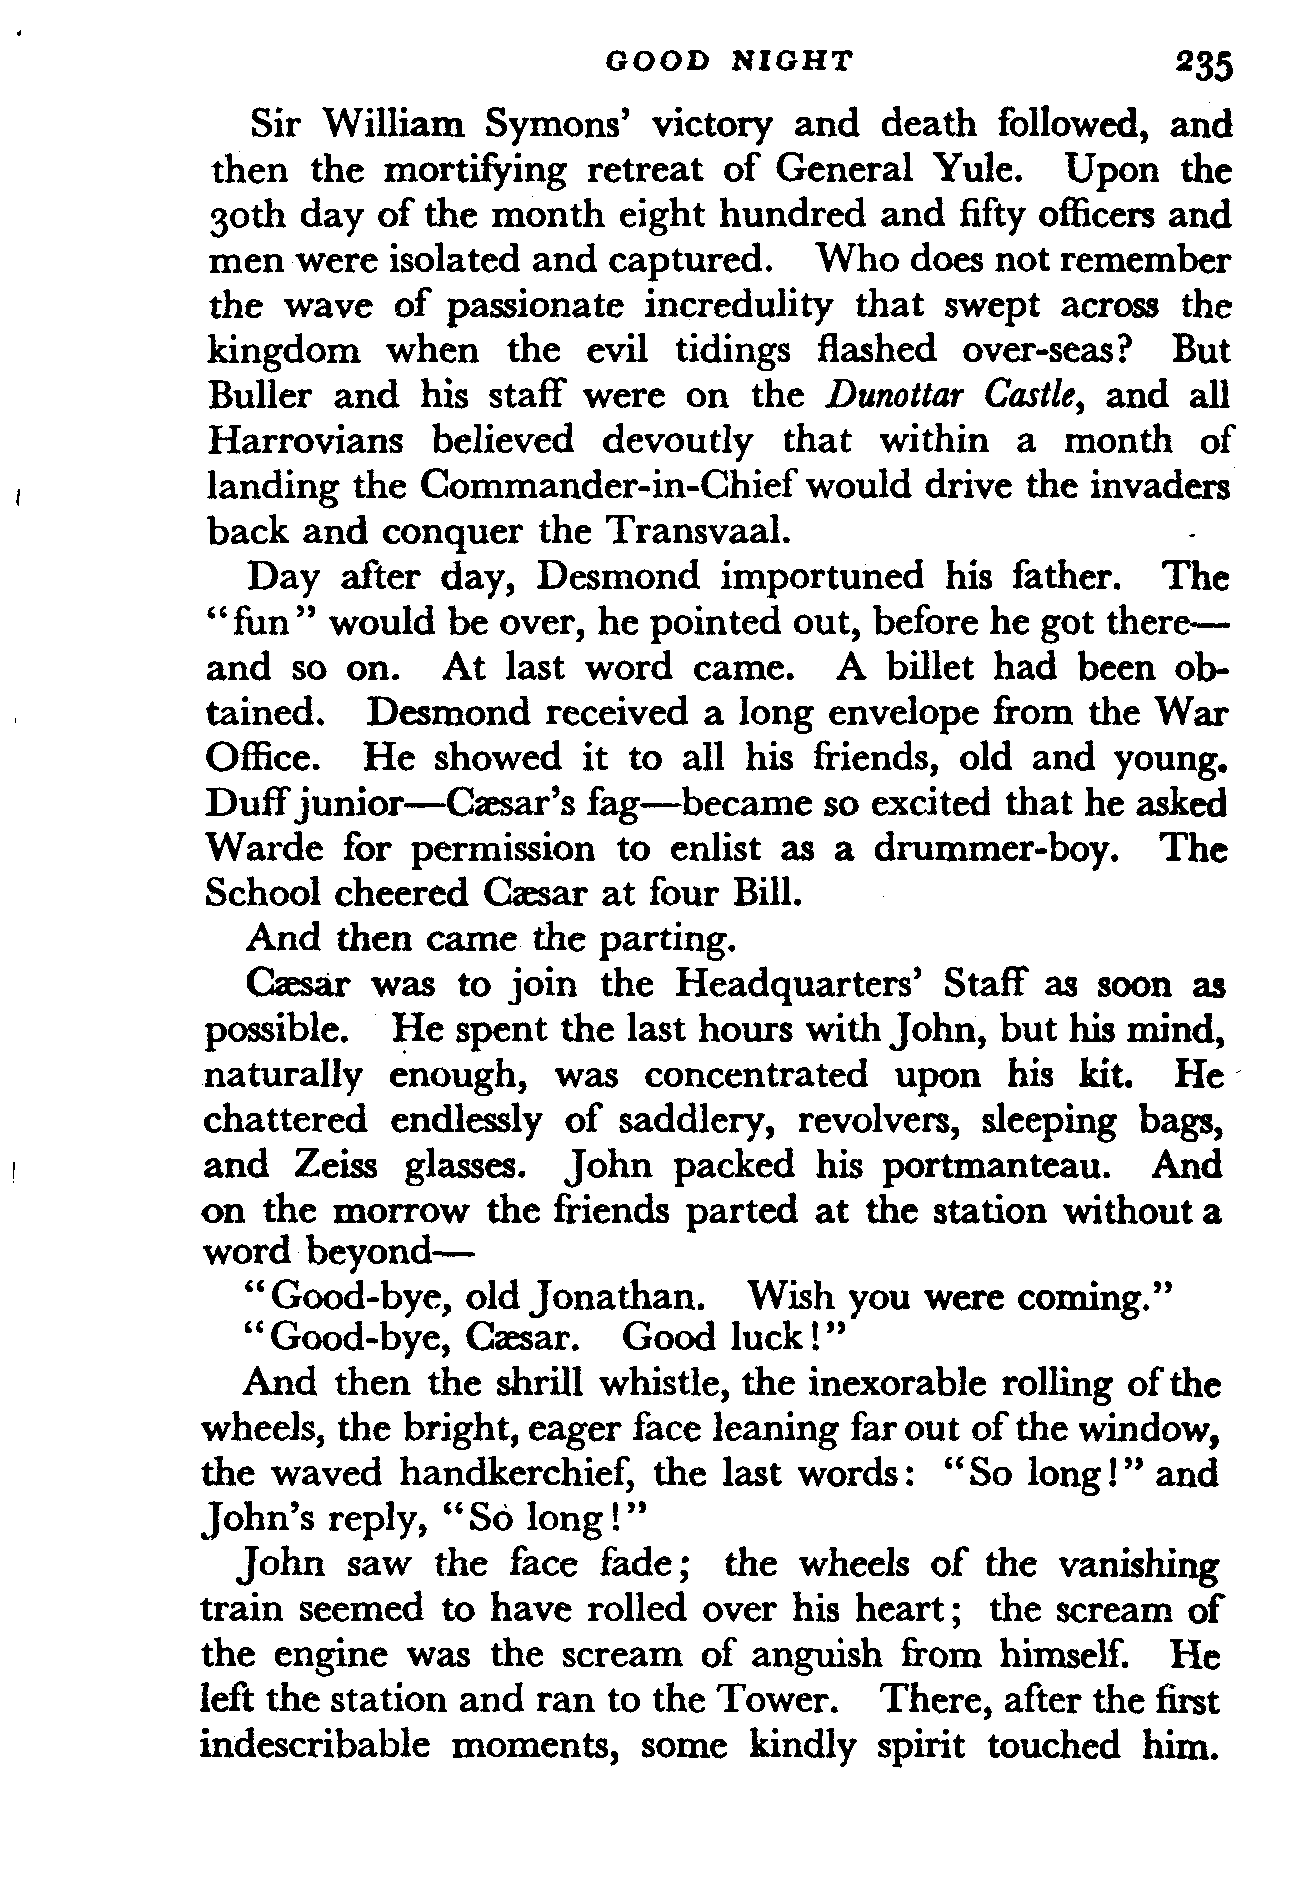 GOOD NIGHT 235
Sir William Symons’ victory and death followed, and
then the mortifying retreat of General Yule. Upon the
30th day of the month eight hundred and fifty officers and
men were isolated and captured. Who does not remember
the wave of passionate incredulity that swept across the
kingdom when the evil tidings flashed over-seas? But
Buller and his staff were on the Dunottar Castle, and all
Harrovians believed devoutly that within a month of
landing the Commander-in-Chief would drive the invaders
back and conquer the Transvaal.
Day after day, Desmond importuned his father. The
“fun” would be over, he pointed out, before he got there—
and so on. At last word came. A billet had been ob-
tained. Desmond received a long envelope from the War
Office. He showed it to all his friends, old and young.
Duff junior—Cæsar’s fag—became so excited that he asked
Warde for permission to enlist as a drummer-boy. The
School cheered Cæsar at four Bill.
And then came the parting.
Cæsar was to join the Headquarters’ Staff as soon as
possible. He spent the last hours with John, but his mind,
naturally enough, was concentrated upon his kit. He
chattered endlessly of saddlery, revolvers, sleeping bags,
and Zeiss glasses. John packed his portmanteau. And
on the morrow the friends parted at the station without a
word beyond—
“Good-bye, old Jonathan. Wish you were coming.”
“Good-bye, Cæsar. Good luck!”
And then the shrill whistle, the inexorable rolling of the
wheels, the bright, eager face leaning far out of the window,
the waved handkerchief, the last words: “So long!” and
John’s reply, “So long!”
John saw the face fade; the wheels of the vanishing
train seemed to have rolled over his heart; the scream of
the engine was the scream of anguish from himself. He
left the station and ran to the Tower. There, after the first
indescribable moments, some kindly spirit touched him.